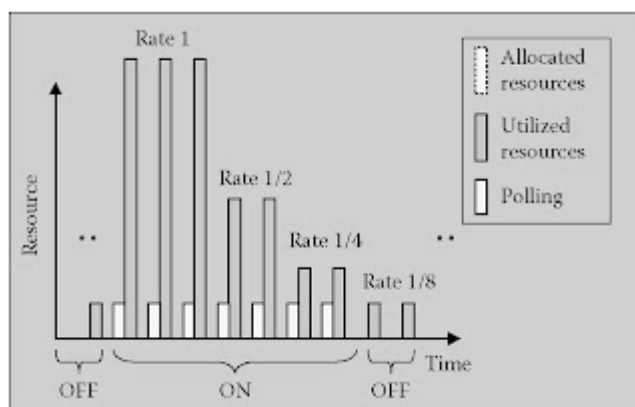 Rate 1
Allocated
resources
Utilized
resources
Polling
Rate 1/2
Rate 1/4
Rate 1/8
Resource
Time
OFF
ON
OFF